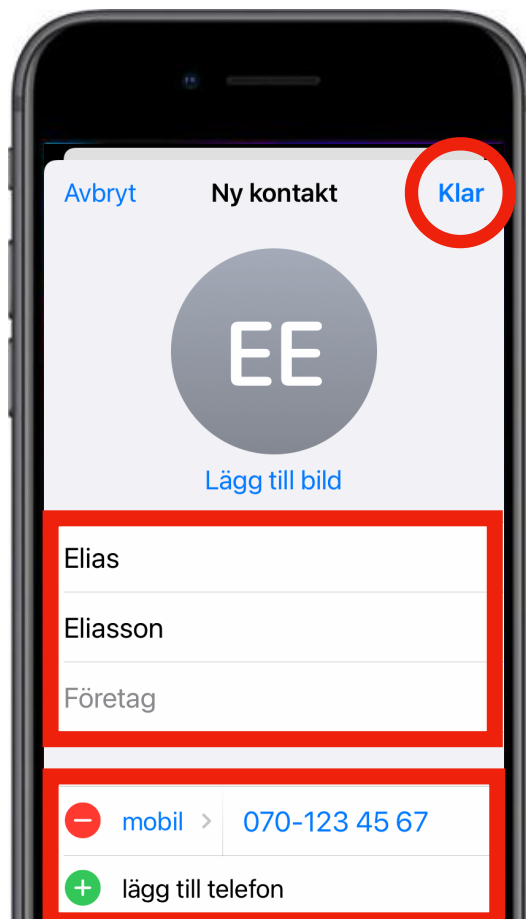 Avbryt Ny kontakt Klar
EE
Lägg till bild
Elias
Eliasson
Företag
mobil 070-123 45 67
lägg till telefon